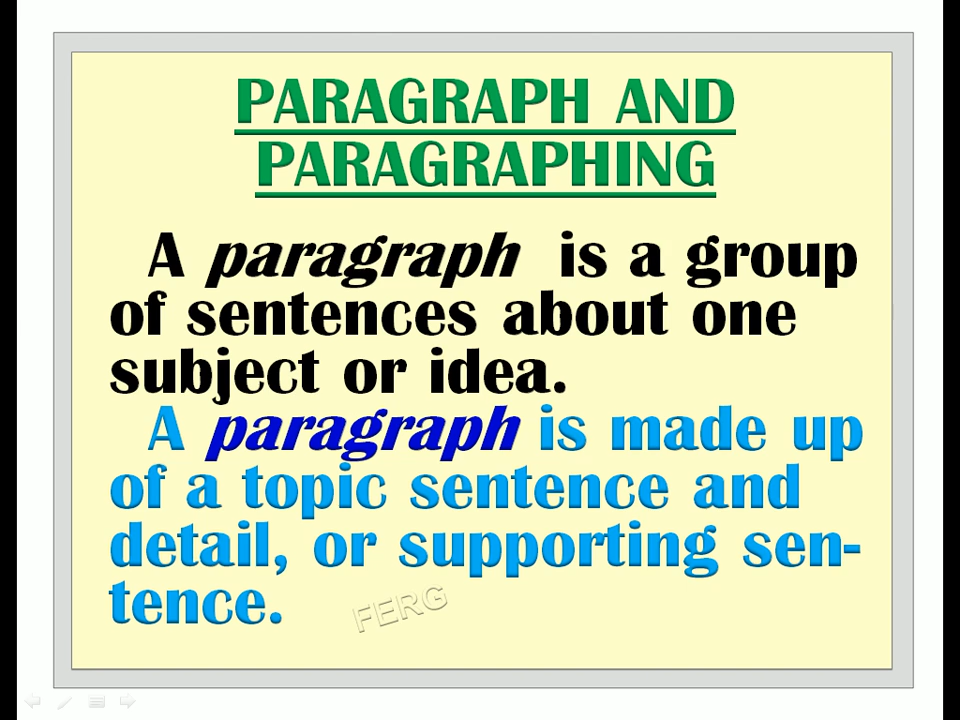 PARAGRAPH AND
PARAGRAPHING
A paragraph is a group
of sentences about one
subject or idea.
A paragraph is made up
of a topic sentence and
detail, or supporting sen-
tence.
FERG